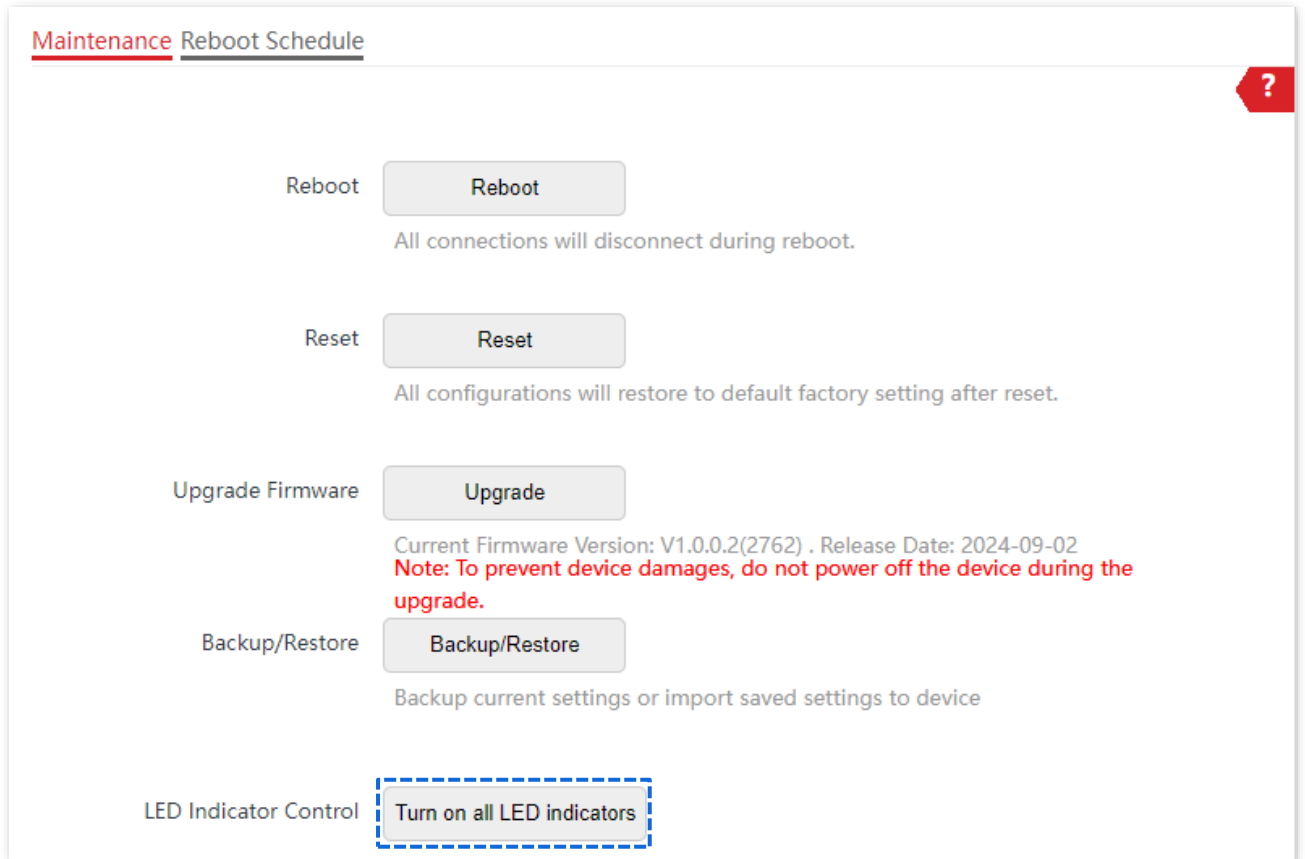 Maintenance Reboot Schedule
?
Reboot Reboot
All connections will disconnect during reboot.
Reset Reset
All configurations will restore to default factory setting after reset.
Upgrade Firmware Upgrade
Current Firmware Version: V1.0.0.2(2762) . Release Date: 2024-09-02
Note: To prevent device damages, do not power off the device during the
upgrade.
Backup/Restore Backup/Restore
Backup current settings or import saved settings to device
LED Indicator Control Turn on all LED indicators